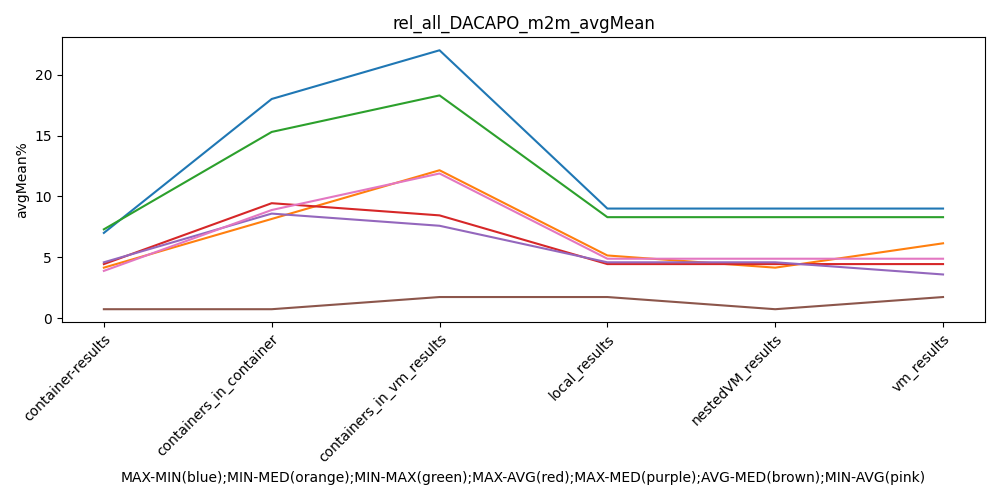 rel_all_DACAPO_m2m_avgMean
avgMean%
20
15
10
5
0
container-results
containers_in_container
containers_in_vm_results
local_results
nestedVM_results
vm_results
MAX-MIN(blue);MIN-MED(orange);MIN-MAX(green);MAX-AVG(red);MAX-MED(purple);AVG-MED(brown);MIN-AVG(pink)